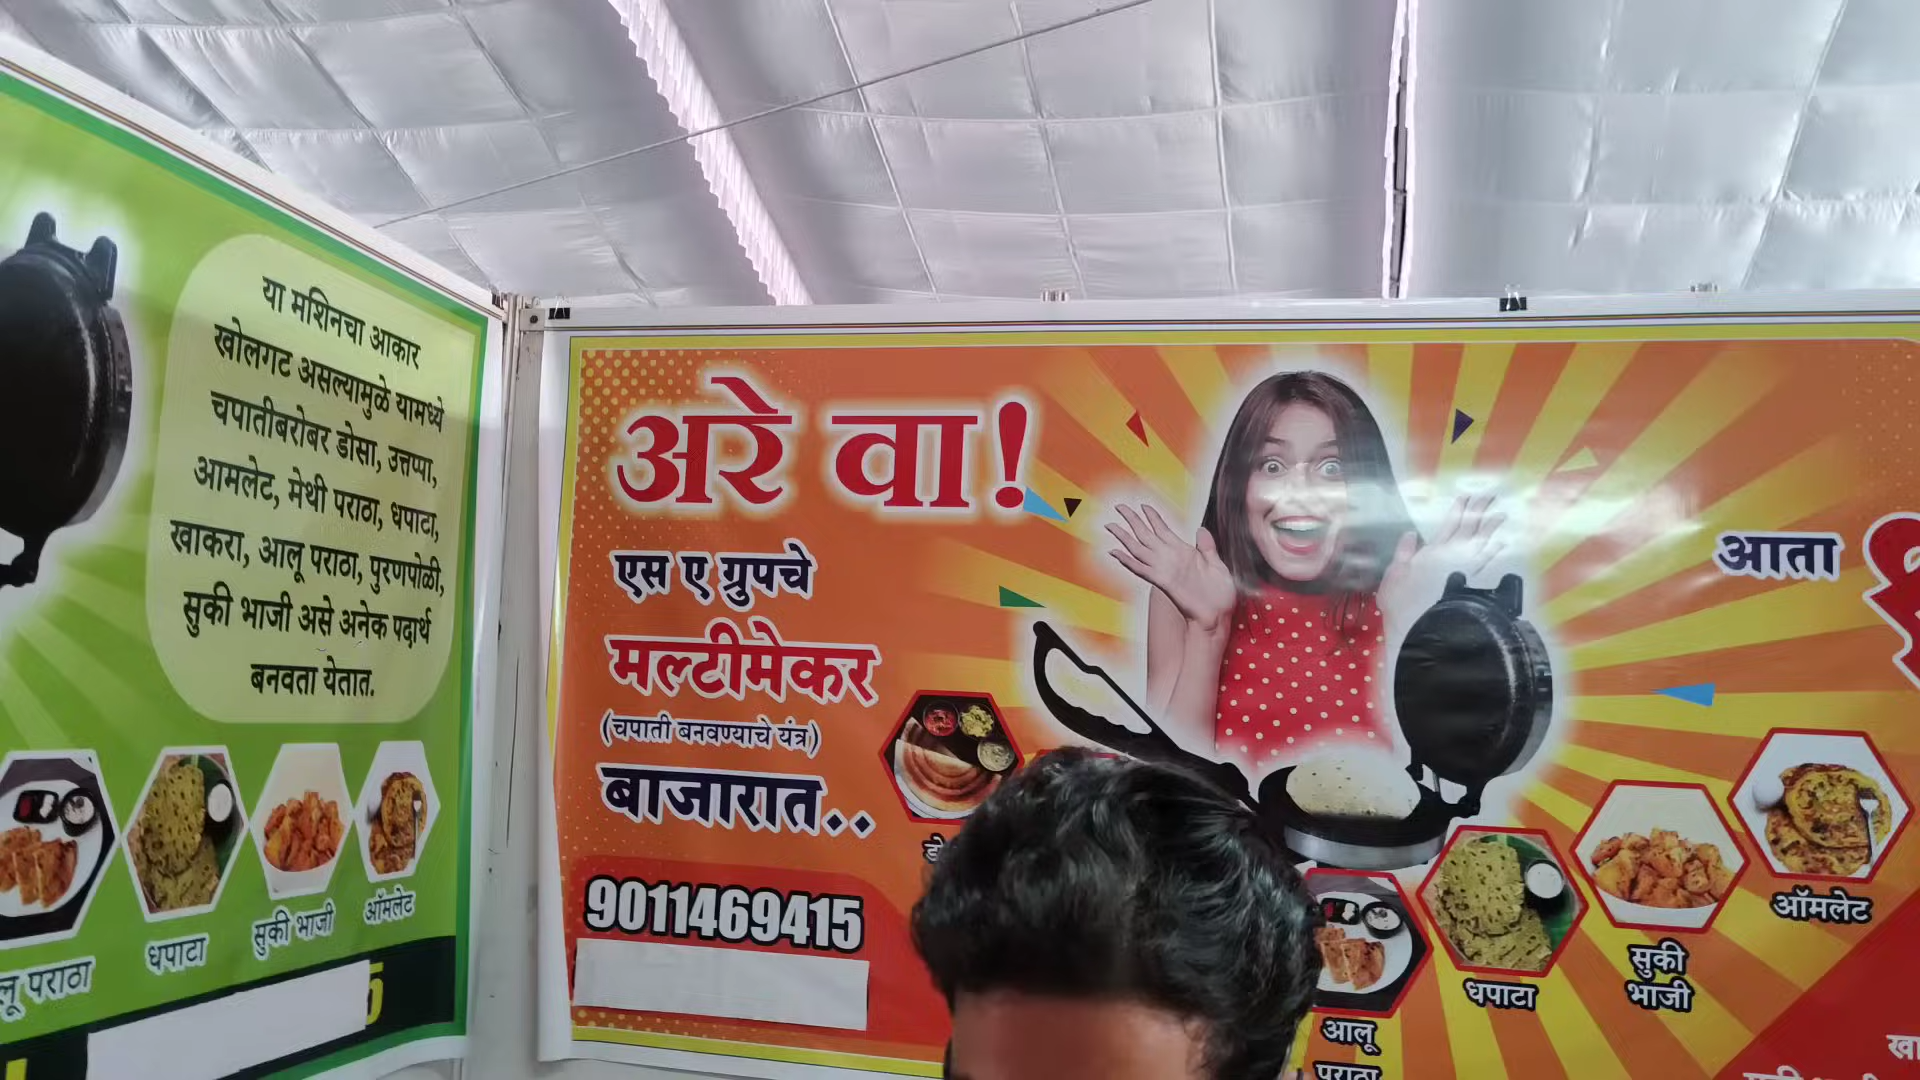 या मशिनचा आकार
खोलगट असल्यामुळे यामध्ये
चपातीबरोबर डोसा, उत्तप्पा,
आमलेट, मेथी पराठा, धपाटा,
खाकरा, आलू पराठा, पुरणपोळी,
सुकी भाजी असे अनेक पदार्थ
बनवता येतात.
पराठा
धपाटा
सुकी भाजी
ऑमलेट
5
अरे वा!
एस ए ग्रुपचे
मल्टीमेकर
(चपाती बनवण्याचे यंत्र)
बाजारात..
9011469415
आता
आलू
पराठा
धपाटा
सुकी
भाजी
ऑमलेट